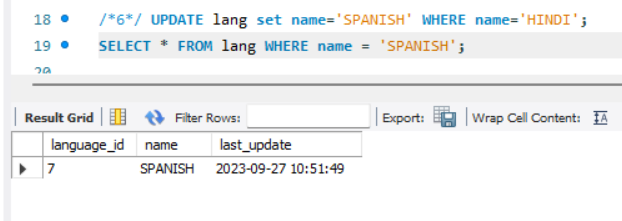 18 /*6*/ UPDATE lang set name='SPANISH' WHERE name='HINDI';
19 SELECT * FROM lang WHERE name = 'SPANISH';
20
Result Grid Filter Rows: Export: Wrap Cell Content: IA
language_id name last_update
7 SPANISH 2023-09-27 10:51:49